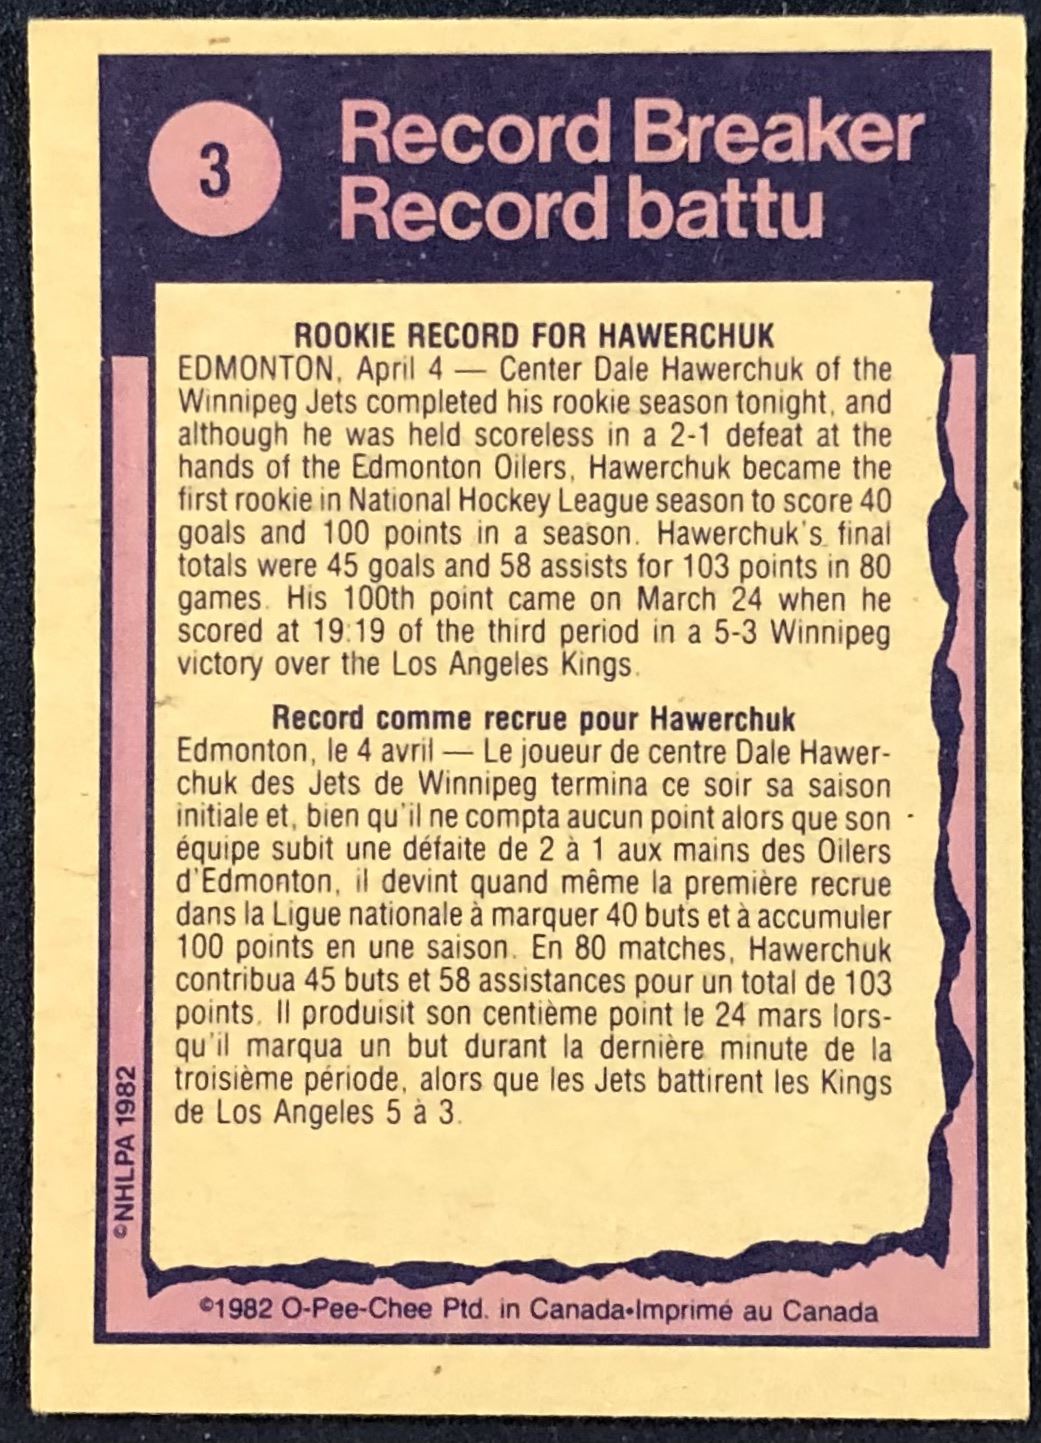 3
Record Breaker
Record battu
ROOKIE RECORD FOR HAWERCHUK
EDMONTON, April 4 — Center Dale Hawerchuk of the
Winnipeg Jets completed his rookie season tonight, and
although he was held scoreless in a 2-1 defeat at the
hands of the Edmonton Oilers, Hawerchuk became the
first rookie in National Hockey League season to score 40
goals and 100 points in a season. Hawerchuk's final
totals were 45 goals and 58 assists for 103 points in 80
games. His 100th point came on March 24 when he
scored at 19:19 of the third period in a 5-3 Winnipeg
victory over the Los Angeles Kings.
Record comme recrue pour Hawerchuk
Edmonton, le 4 avril — Le joueur de centre Dale Hawer-
chuk des Jets de Winnipeg termina ce soir sa saison
initiale et, bien qu'il ne compta aucun point alors que son
équipe subit une défaite de 2 à 1 aux mains des Oilers
d'Edmonton, il devint quand même la première recrue
dans la Ligue nationale à marquer 40 buts et à accumuler
100 points en une saison. En 80 matches, Hawerchuk
contribua 45 buts et 58 assistances pour un total de 103
points. Il produisit son centième point le 24 mars lors-
qu'il marqua un but durant la dernière minute de la
troisième période, alors que les Jets battirent les Kings
de Los Angeles 5 à 3.
©NHLPA 1982
©1982 O-Pee-Chee Ptd. in Canada•Imprimé au Canada